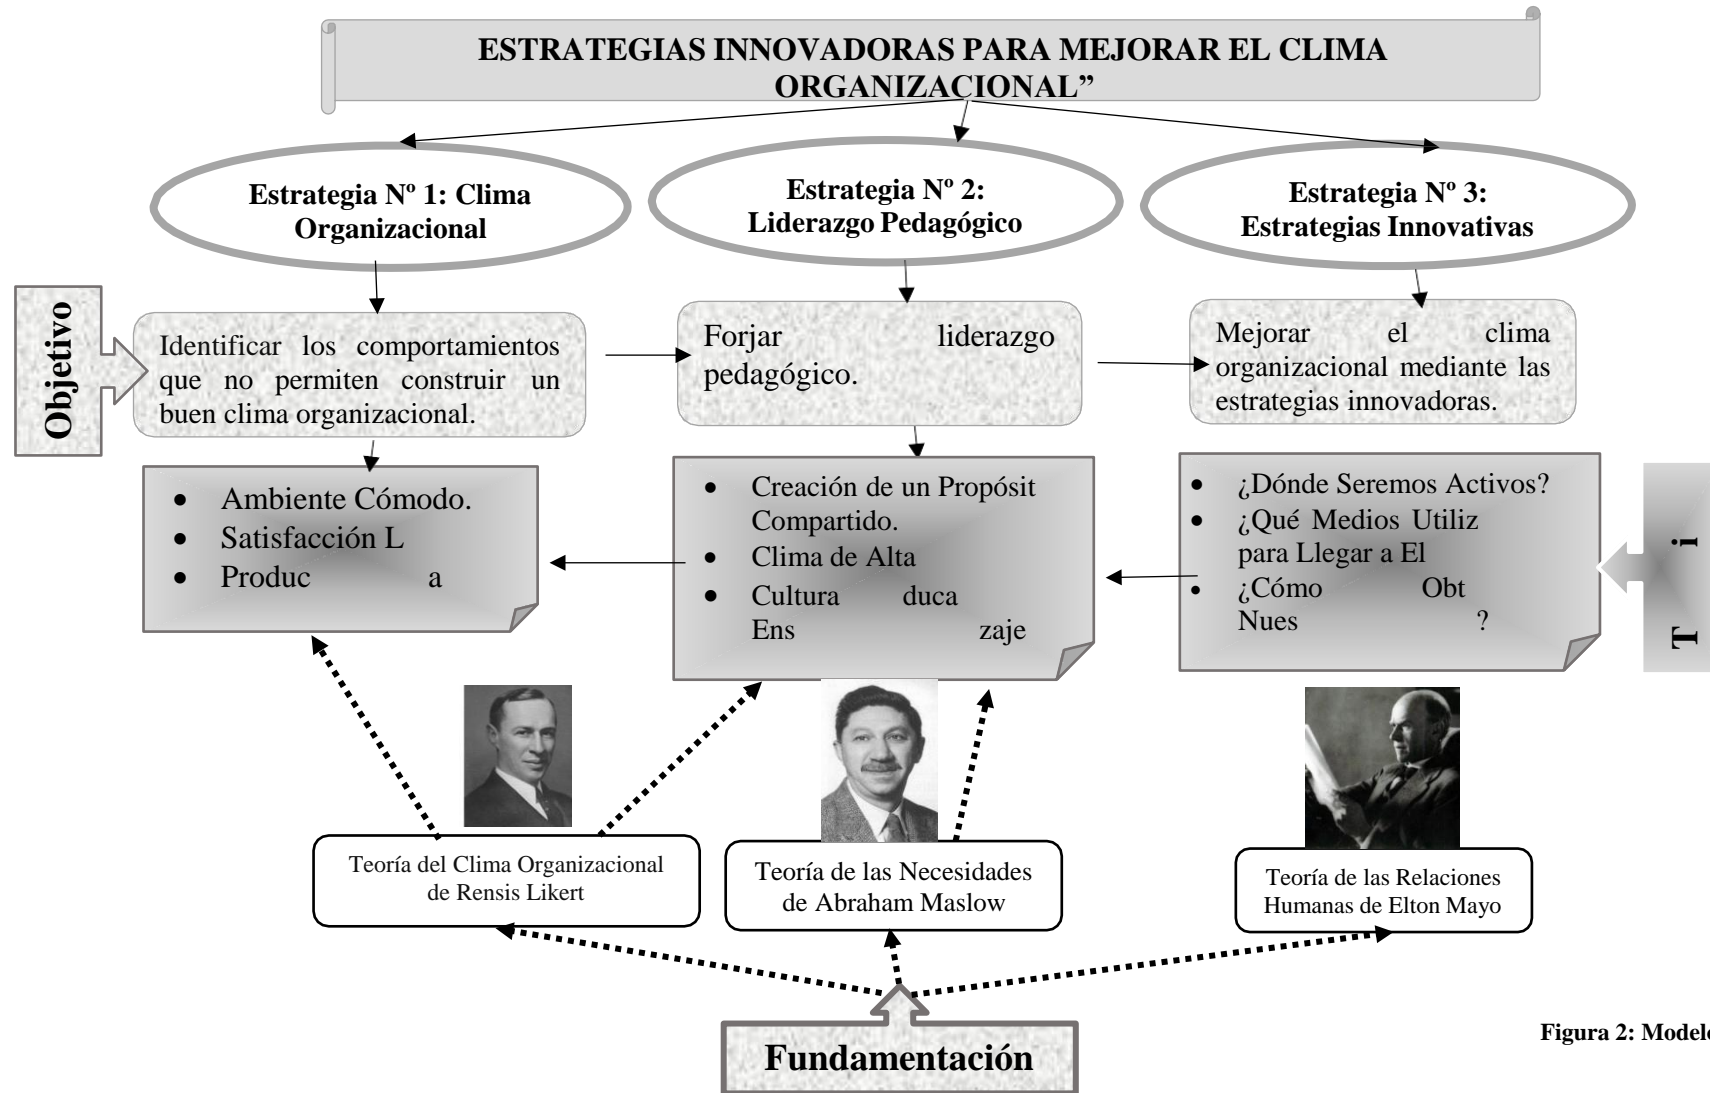 ESTRATEGIAS INNOVADORAS PARA MEJORAR EL CLIMA
ORGANIZACIONAL”
Estrategia Nº 1: Clima
Organizacional
Estrategia Nº 2:
Liderazgo Pedagógico
Estrategia Nº 3:
Estrategias Innovativas
Objetivo
Identificar los comportamientos
que no permiten construir un
buen clima organizacional.
Forjar liderazgo
pedagógico.
Mejorar el clima
organizacional mediante las
estrategias innovadoras.
• Ambiente Cómodo.
• Satisfacción L
• Produc a
• Creación de un Propósit
Compartido.
• Clima de Alta
• Cultura duca
Ens zaje
• ¿Dónde Seremos Activos?
• ¿Qué Medios Utiliz
para Llegar a El
• ¿Cómo Obt
Nues ?
T i
Teoría del Clima Organizacional
de Rensis Likert
Teoría de las Necesidades
de Abraham Maslow
Teoría de las Relaciones
Humanas de Elton Mayo
Fundamentación
Figura 2: Modelo